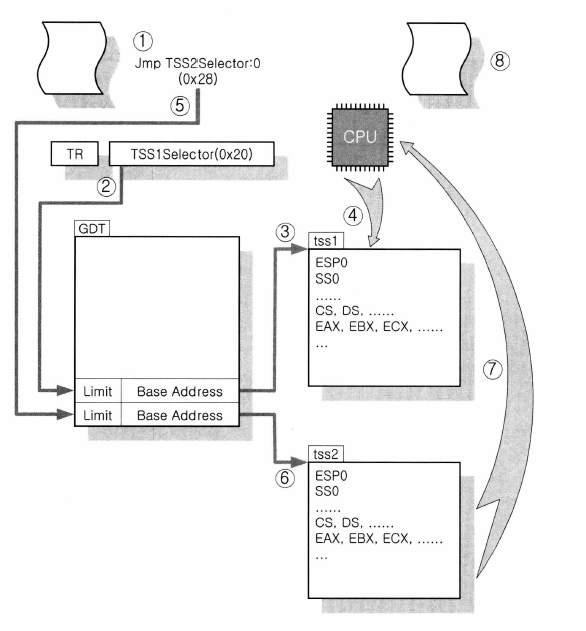 ①
Jmp TSS2Selector:0
(0x28)
⑧
⑤
CPU
TR
TSS1Selector(0x20)
②
④
GDT
③
tss1
ESP0
SS0
......
CS, DS, ......
EAX, EBX, ECX, ......
...
⑦
Limit
Base Address
Limit
Base Address
⑥
tss2
ESP0
SS0
......
CS, DS, ......
EAX, EBX, ECX, ......
...